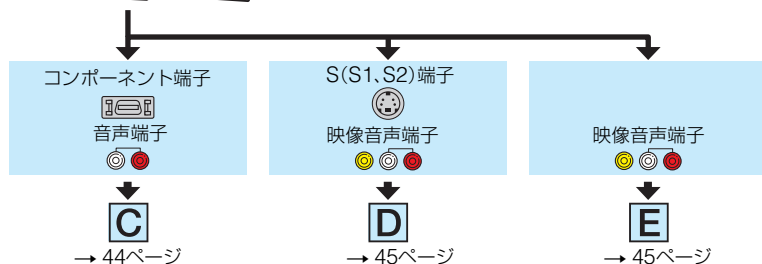 コンポーネント端子
音声端子
S(S1、S2)端子
映像音声端子
映像音声端子
C
→ 44ページ
D
→ 45ページ
E
→ 45ページ